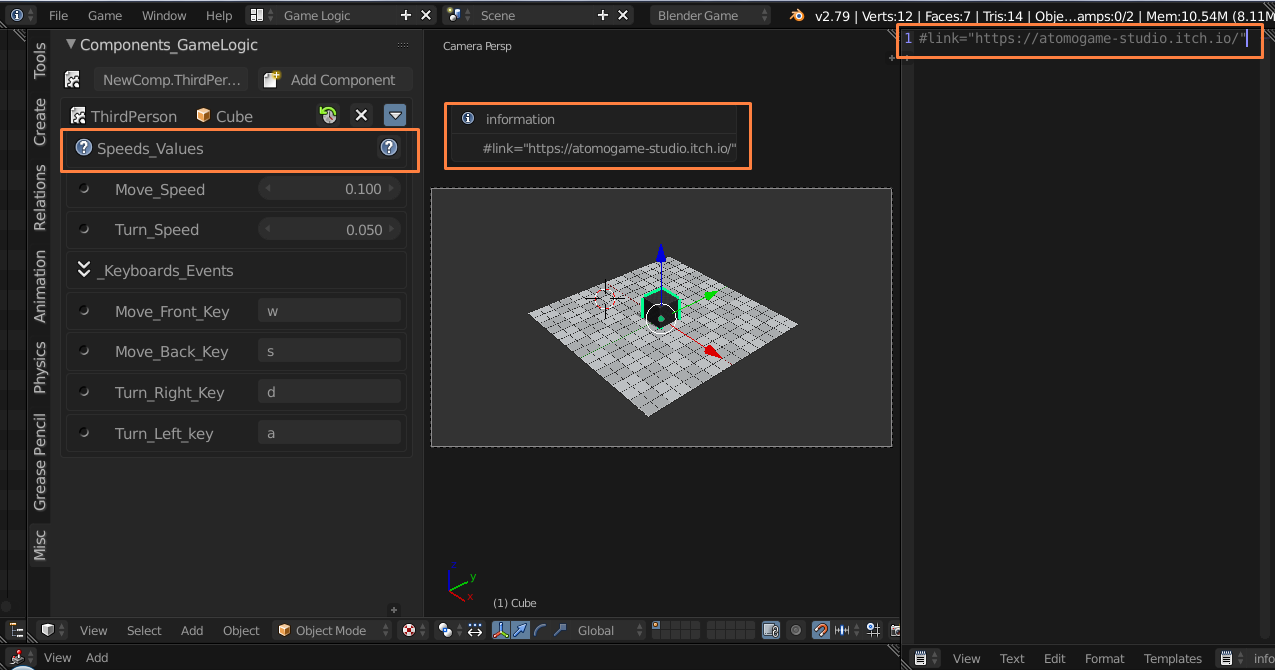 File Game Window Help Game Logic Scene Blender Game v2.79 | Verts:12 | Faces:7 | Tris:14 | Obje...amps:0/2 | Mem:10.54M (8.11M
Tools
Create
Relations
Animation
Physics
Grease Pencil
Misc
Components_GameLogic
NewComp.ThirdPer... Add Component
ThirdPerson Cube
Speeds_Values
Move_Speed 0.100
Turn_Speed 0.050
_Keyboards_Events
Move_Front_Key w
Move_Back_Key s
Turn_Right_Key d
Turn_Left_key a
Camera Persp
information
#link="https://atomogame-studio.itch.io/"
z
y
x
(1) Cube
1 #link="https://atomogame-studio.itch.io/"
View Select Add Object Object Mode Global
View Add
View Text Edit Format Templates info